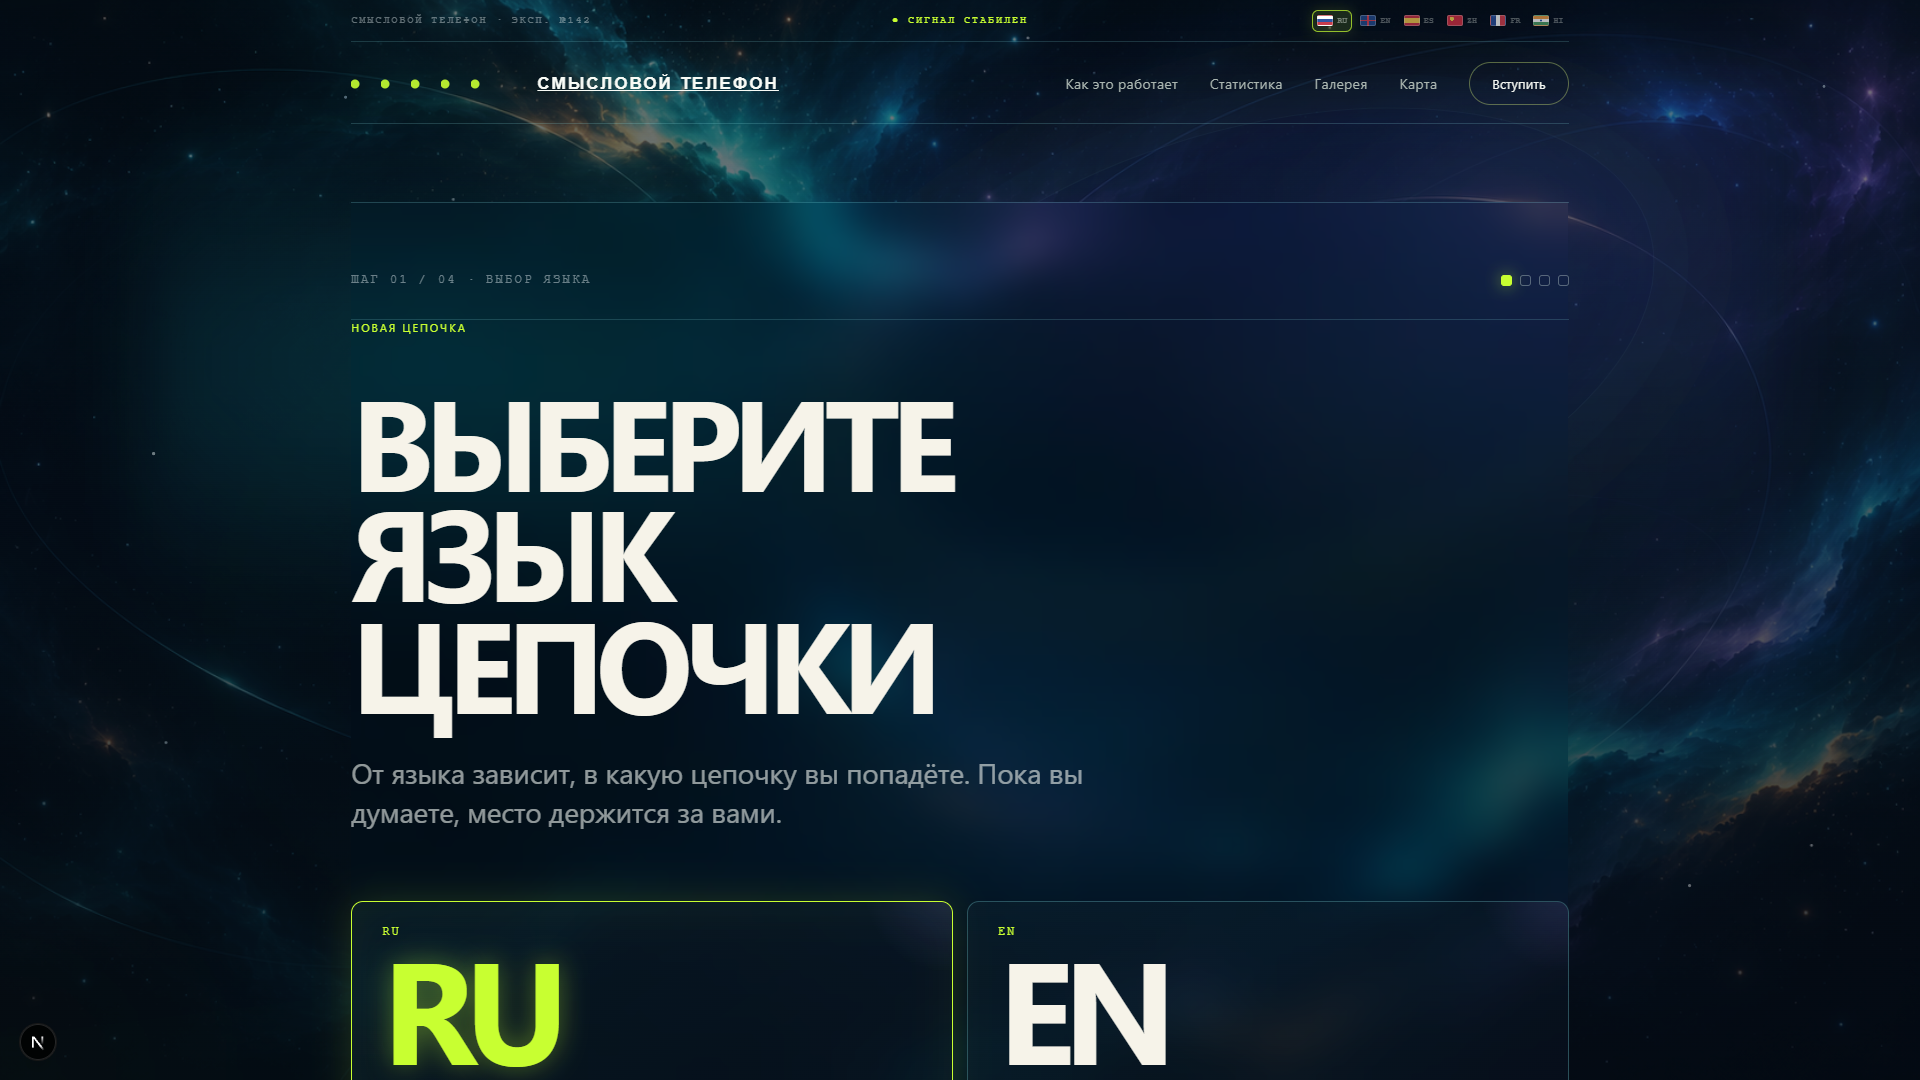 СМЫСЛОВОЙ ТЕЛЕФОН · ЭКСП. №142
СИГНАЛ СТАБИЛЕН
RU EN ES ZH FR HI
СМЫСЛОВОЙ ТЕЛЕФОН
Как это работает Статистика Галерея Карта Вступить
ШАГ 01 / 04 · ВЫБОР ЯЗЫКА
НОВАЯ ЦЕПОЧКА
ВЫБЕРИТЕ
ЯЗЫК
ЦЕПОЧКИ
От языка зависит, в какую цепочку вы попадёте. Пока вы
думаете, место держится за вами.
RU
RU
EN
EN
N